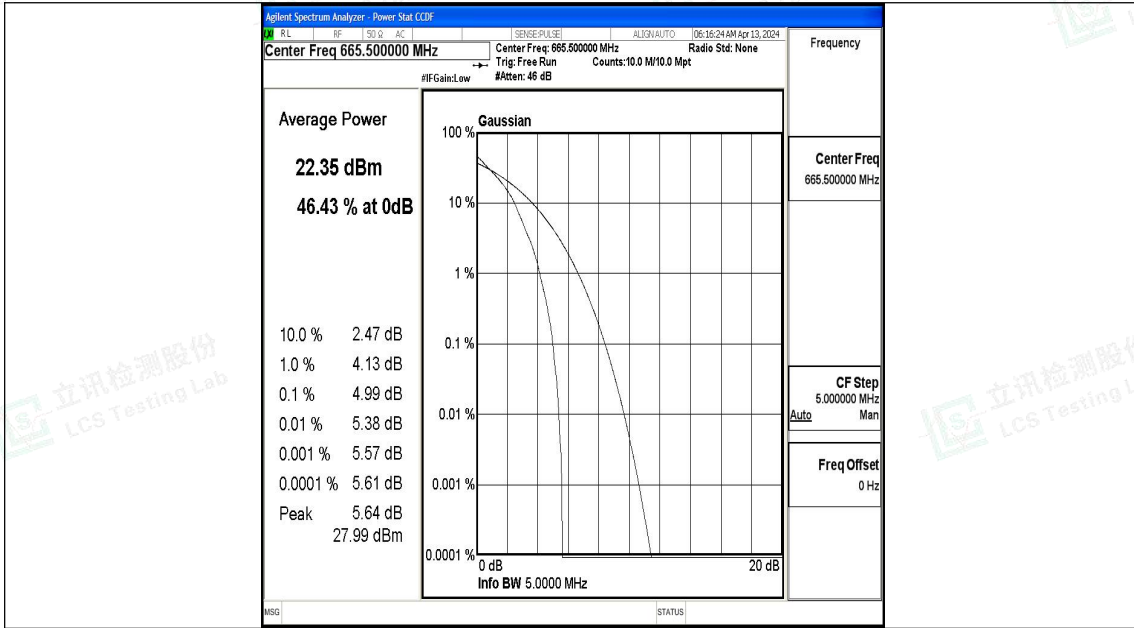 Agilent Spectrum Analyzer - Power Stat CCDF
LXI RL RF 50 Ω AC SENSE:PULSE ALIGN AUTO 06:16:24 AM Apr 13, 2024
Center Freq 665.500000 MHz
Center Freq: 665.500000 MHz Radio Std: None
Trig: Free Run Counts:10.0 M/10.0 Mpt
#IFGain:Low #Atten: 46 dB
Frequency
Average Power
22.35 dBm
46.43 % at 0dB
10.0 % 2.47 dB
1.0 % 4.13 dB
0.1 % 4.99 dB
0.01 % 5.38 dB
0.001 % 5.57 dB
0.0001 % 5.61 dB
Peak 5.64 dB
27.99 dBm
Gaussian
100 %
10 %
1 %
0.1 %
0.01 %
0.001 %
0.0001 %
0 dB 20 dB
Info BW 5.0000 MHz
Center Freq
665.500000 MHz
CF Step
5.000000 MHz
Auto Man
Freq Offset
0 Hz
MSG STATUS
立讯检测股份
LCS Testing Lab
立讯检测股份
LCS Testing L